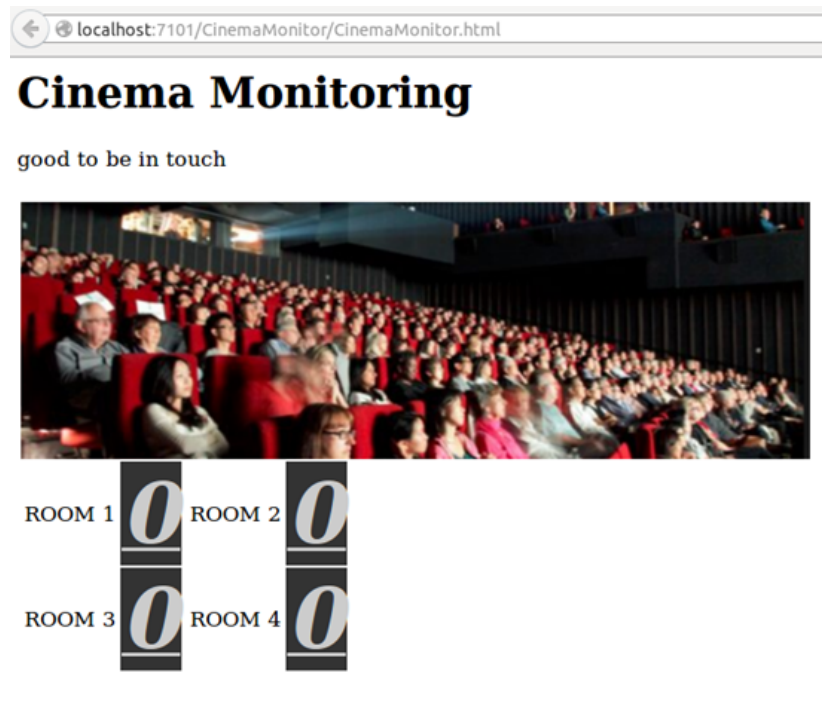 localhost:7101/CinemaMonitor/CinemaMonitor.html
Cinema Monitoring
good to be in touch
ROOM 1 0 ROOM 2 0
ROOM 3 0 ROOM 4 0